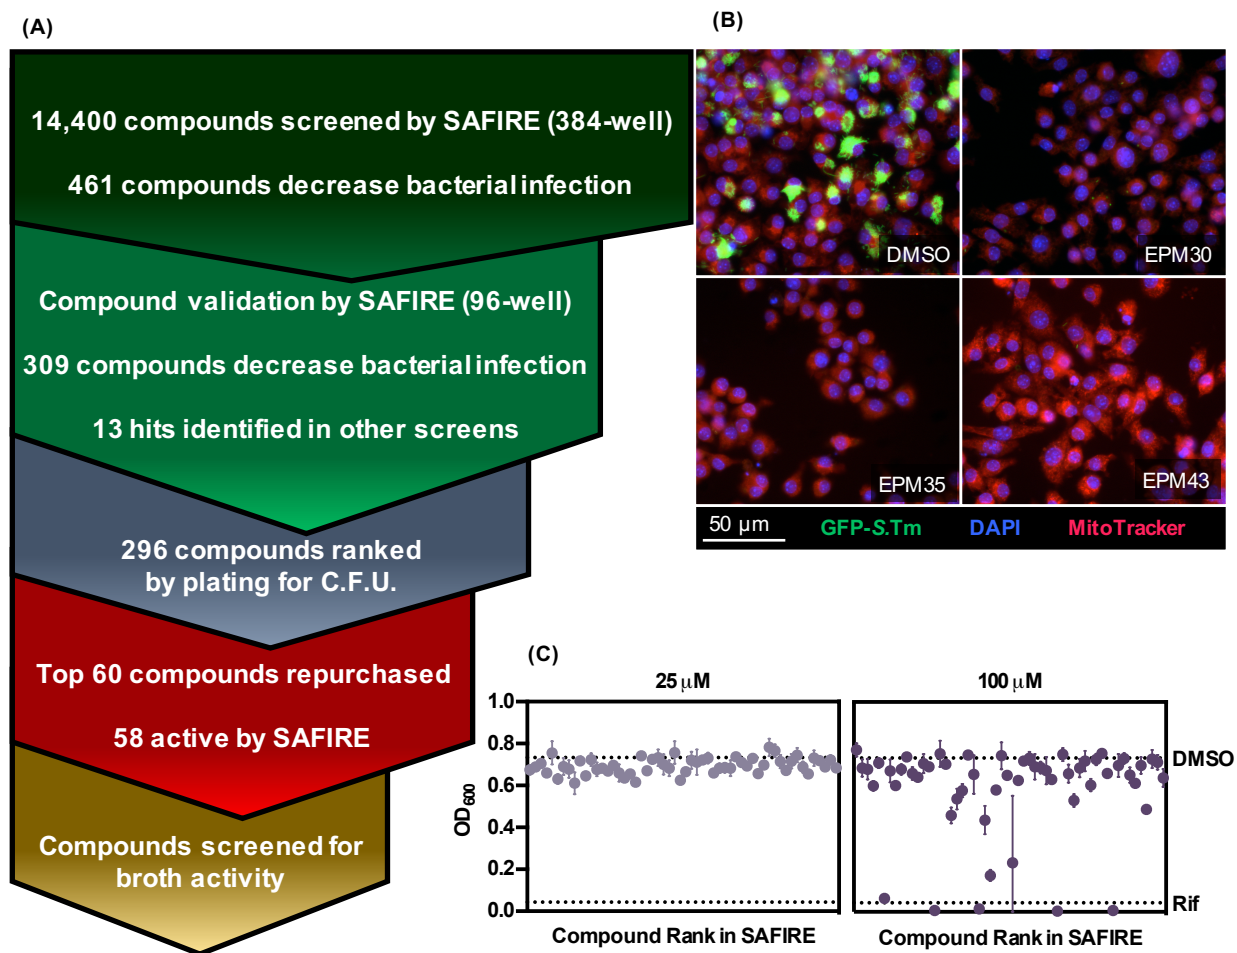 (A)
14,400 compounds screened by SAFIRE (384-well)
461 compounds decrease bacterial infection
Compound validation by SAFIRE (96-well)
309 compounds decrease bacterial infection
13 hits identified in other screens
296 compounds ranked
by plating for C.F.U.
Top 60 compounds repurchased
58 active by SAFIRE
Compounds screened for
broth activity
(B)
DMSO
EPM30
EPM35
EPM43
50 µm GFP-S.Tm DAPI MitoTracker
(C)
25 µM
100 µM
OD600
1.0
0.8
0.6
0.4
0.2
0.0
DMSO
Rif
Compound Rank in SAFIRE
Compound Rank in SAFIRE